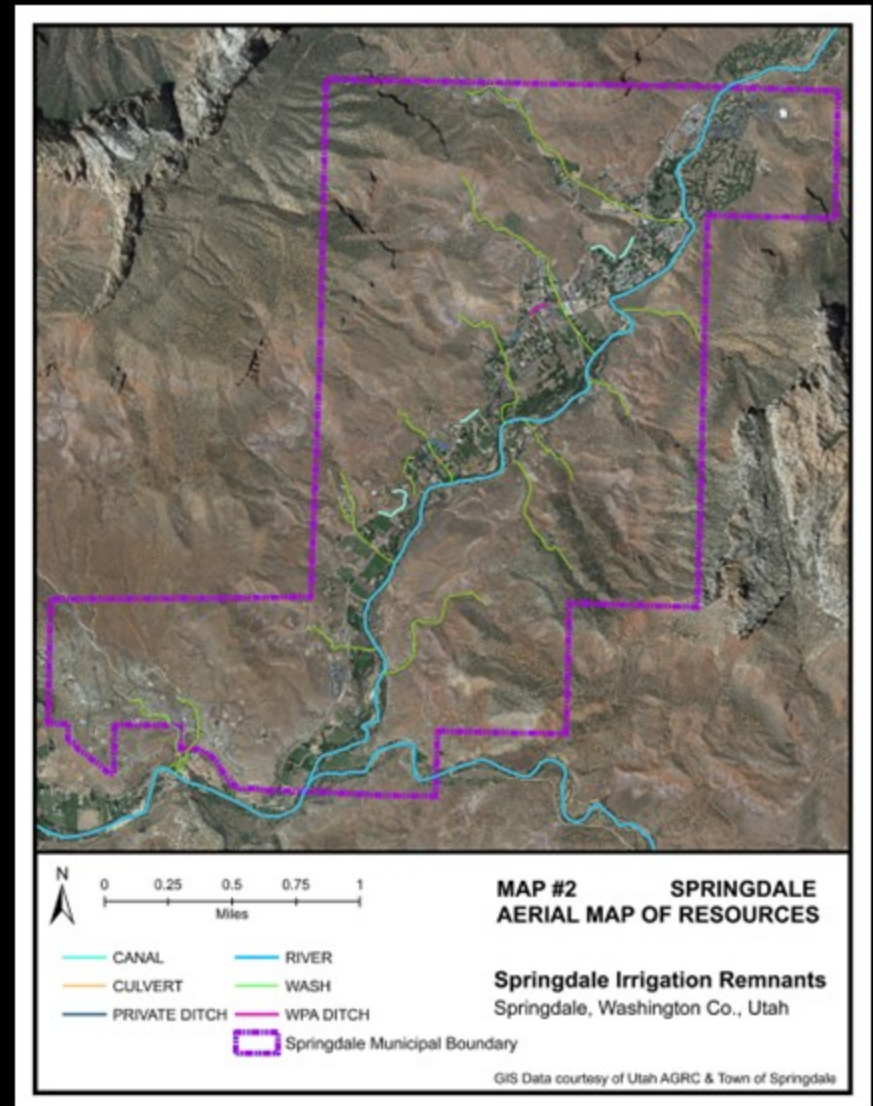 N
0 0.25 0.5 0.75 1
Miles
CANAL
CULVERT
PRIVATE DITCH
RIVER
WASH
WPA DITCH
Springdale Municipal Boundary
MAP #2 SPRINGDALE
AERIAL MAP OF RESOURCES
Springdale Irrigation Remnants
Springdale, Washington Co., Utah
GIS Data courtesy of Utah AGRC & Town of Springdale